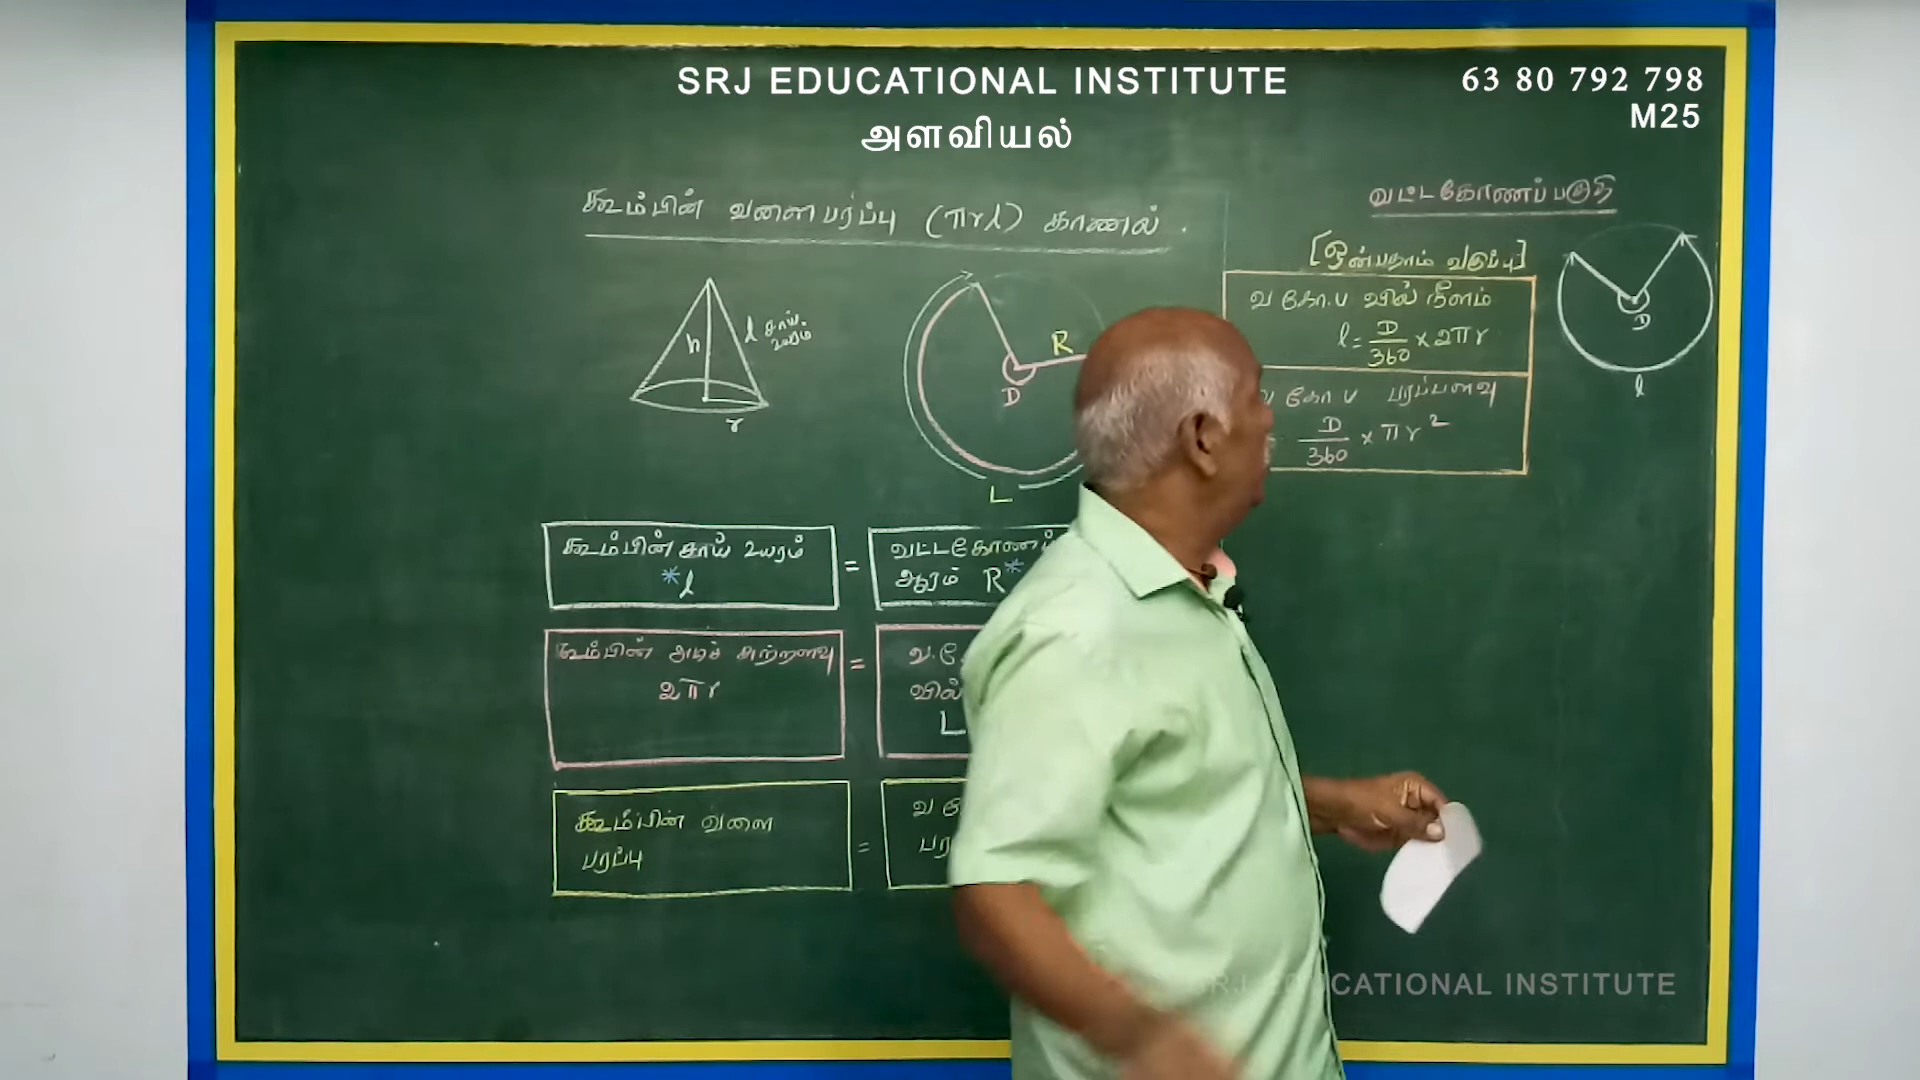 SRJ EDUCATIONAL INSTITUTE
63 80 792 798
M25
அளவியல்
கூம்பின் வளைபரப்பு (πrl) காணல்.
h
l சாய். உயரம்
r
R
D
L
வட்டகோணப்பகுதி
[ஒன்பதாம் வகுப்பு]
வ கோ.ப வில் நீளம்
l = D/360 × 2πr
வ கோ ப பரப்பளவு
D/360 × πr²
D
l
கூம்பின் சாய் உயரம்
*l
=
வட்டகோண
ஆரம் R*
கூம்பின் அடிச் சுற்றளவு
2πr
=
வ.கோ
வில்
L
கூம்பின் வளை
பரப்பு
=
வ
பர
SRJ EDUCATIONAL INSTITUTE